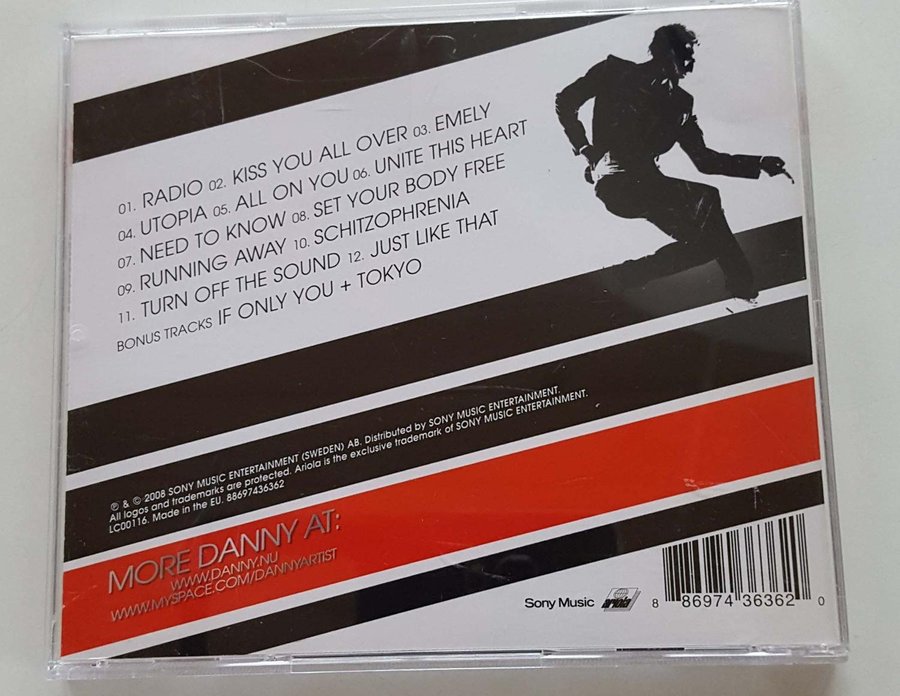 01. RADIO 02. KISS YOU ALL OVER 03. EMELY
04. UTOPIA 05. ALL ON YOU 06. UNITE THIS HEART
07. NEED TO KNOW 08. SET YOUR BODY FREE
09. RUNNING AWAY 10. SCHITZOPHRENIA
11. TURN OFF THE SOUND 12. JUST LIKE THAT
BONUS TRACKS IF ONLY YOU + TOKYO
℗ & © 2008 SONY MUSIC ENTERTAINMENT (SWEDEN) AB. Distributed by SONY MUSIC ENTERTAINMENT.
All logos and trademarks are protected. Ariola is the exclusive trademark of SONY MUSIC ENTERTAINMENT.
LC00116. Made in the EU. 88697436362
MORE DANNY AT:
WWW.DANNY.NU
WWW.MYSPACE.COM/DANNYARTIST
Sony Music ariola
8 86974 36362 0